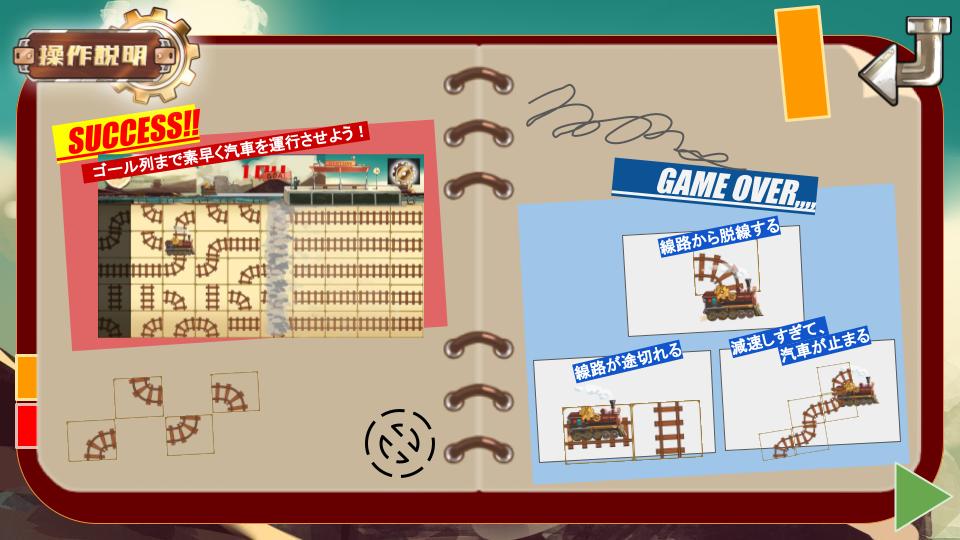 操作説明
SUCCESS!!
ゴール列まで素早く汽車を運行させよう！
GAME OVER,,,,
線路から脱線する
線路が途切れる
減速しすぎて、
汽車が止まる